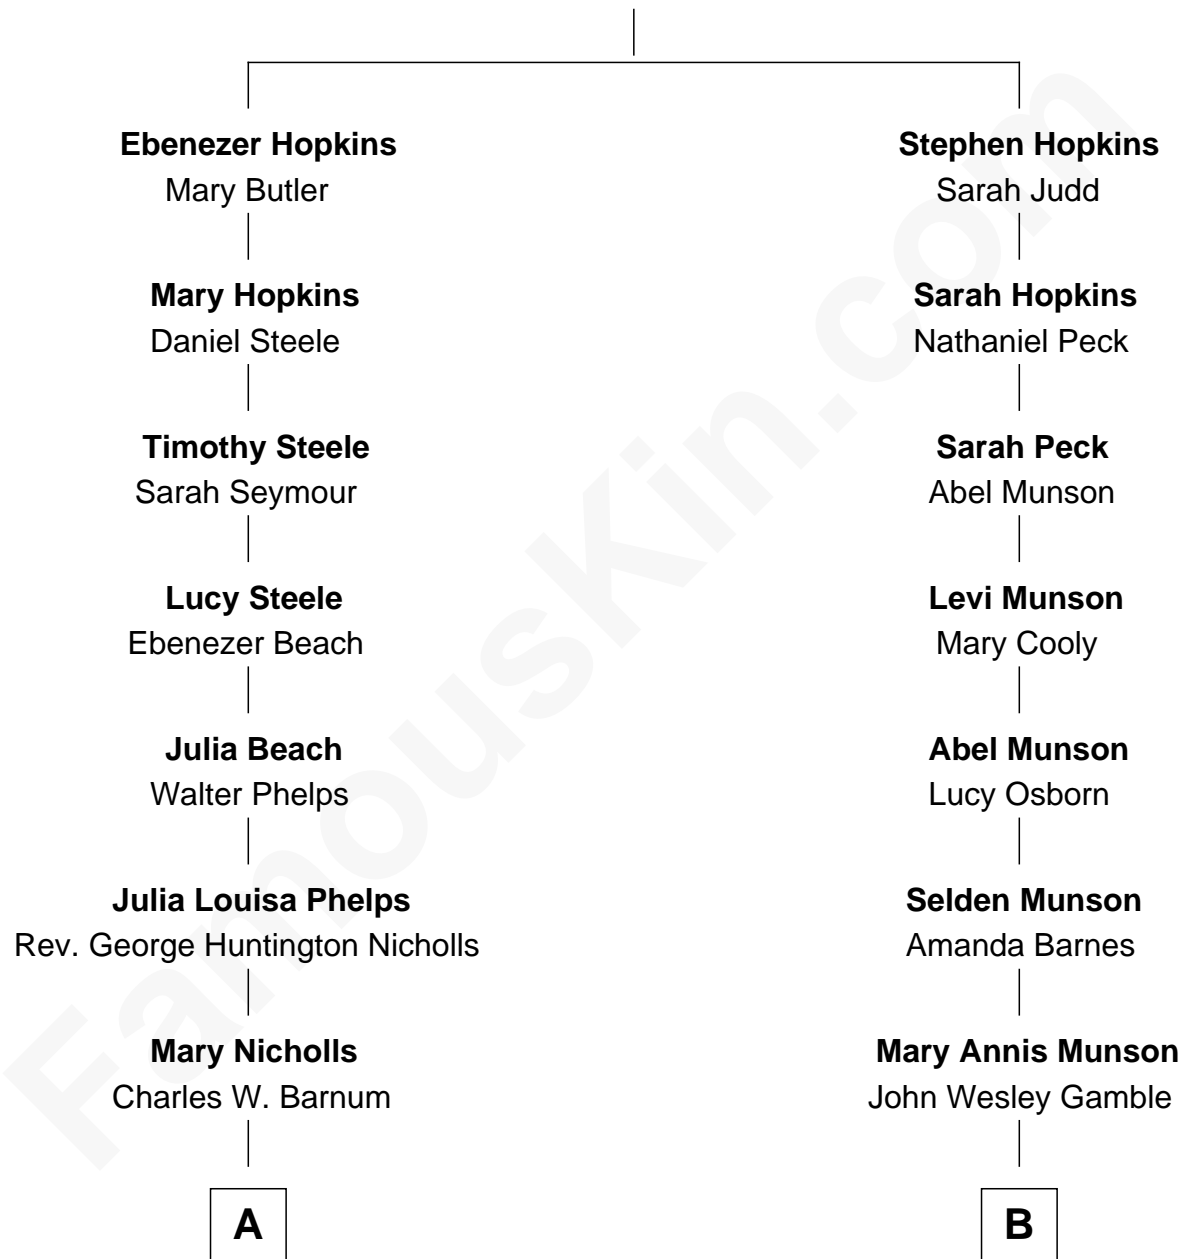 Ebenezer Hopkins
Mary Butler
Mary Hopkins
Daniel Steele
Timothy Steele
Sarah Seymour
Lucy Steele
Ebenezer Beach
Julia Beach
Walter Phelps
Julia Louisa Phelps
Rev. George Huntington Nicholls
Mary Nicholls
Charles W. Barnum
A
Stephen Hopkins
Sarah Judd
Sarah Hopkins
Nathaniel Peck
Sarah Peck
Abel Munson
Levi Munson
Mary Cooly
Abel Munson
Lucy Osborn
Selden Munson
Amanda Barnes
Mary Annis Munson
John Wesley Gamble
B
FamousKin.com